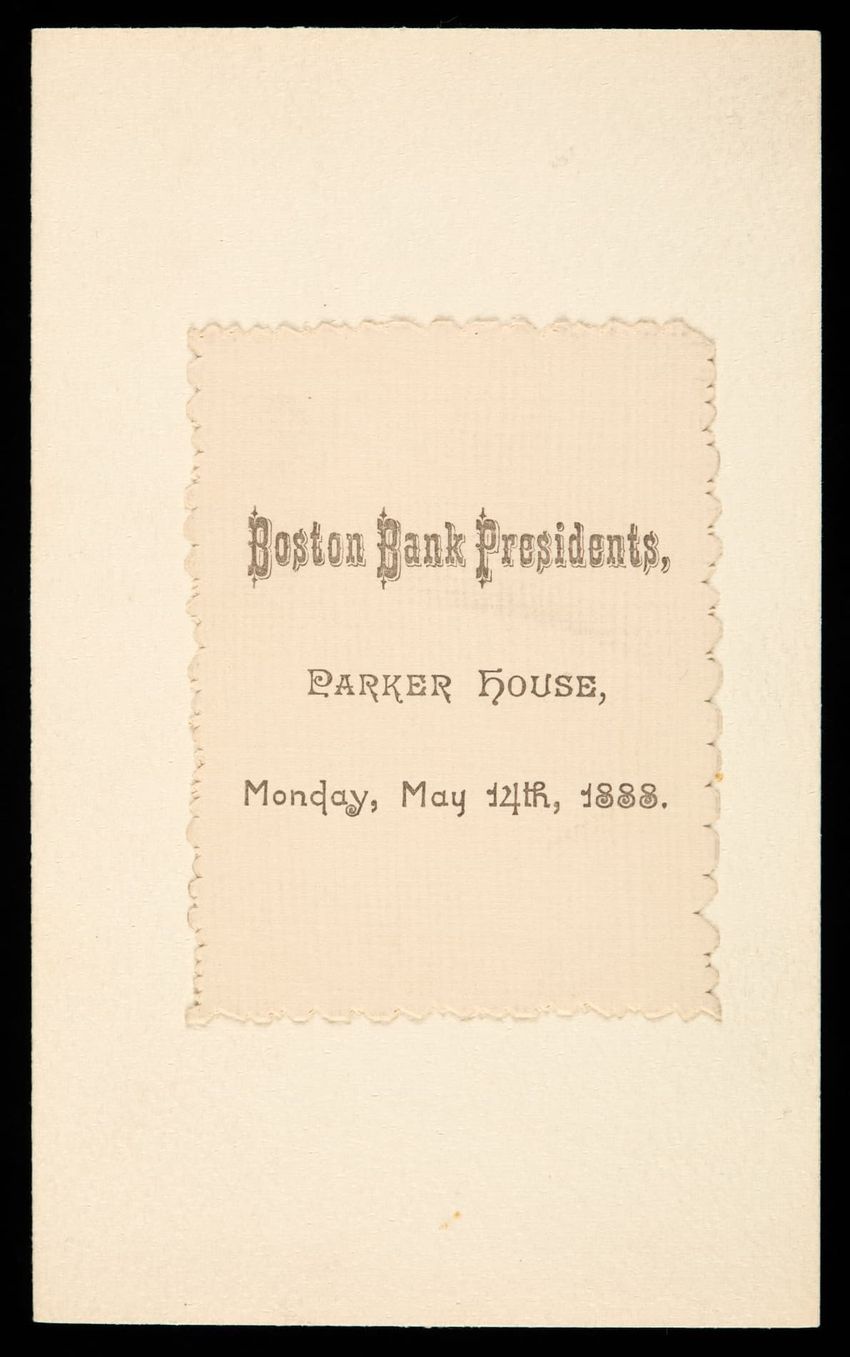 Boston Bank Presidents,
PARKER HOUSE,
Monday, May 14th, 1888.